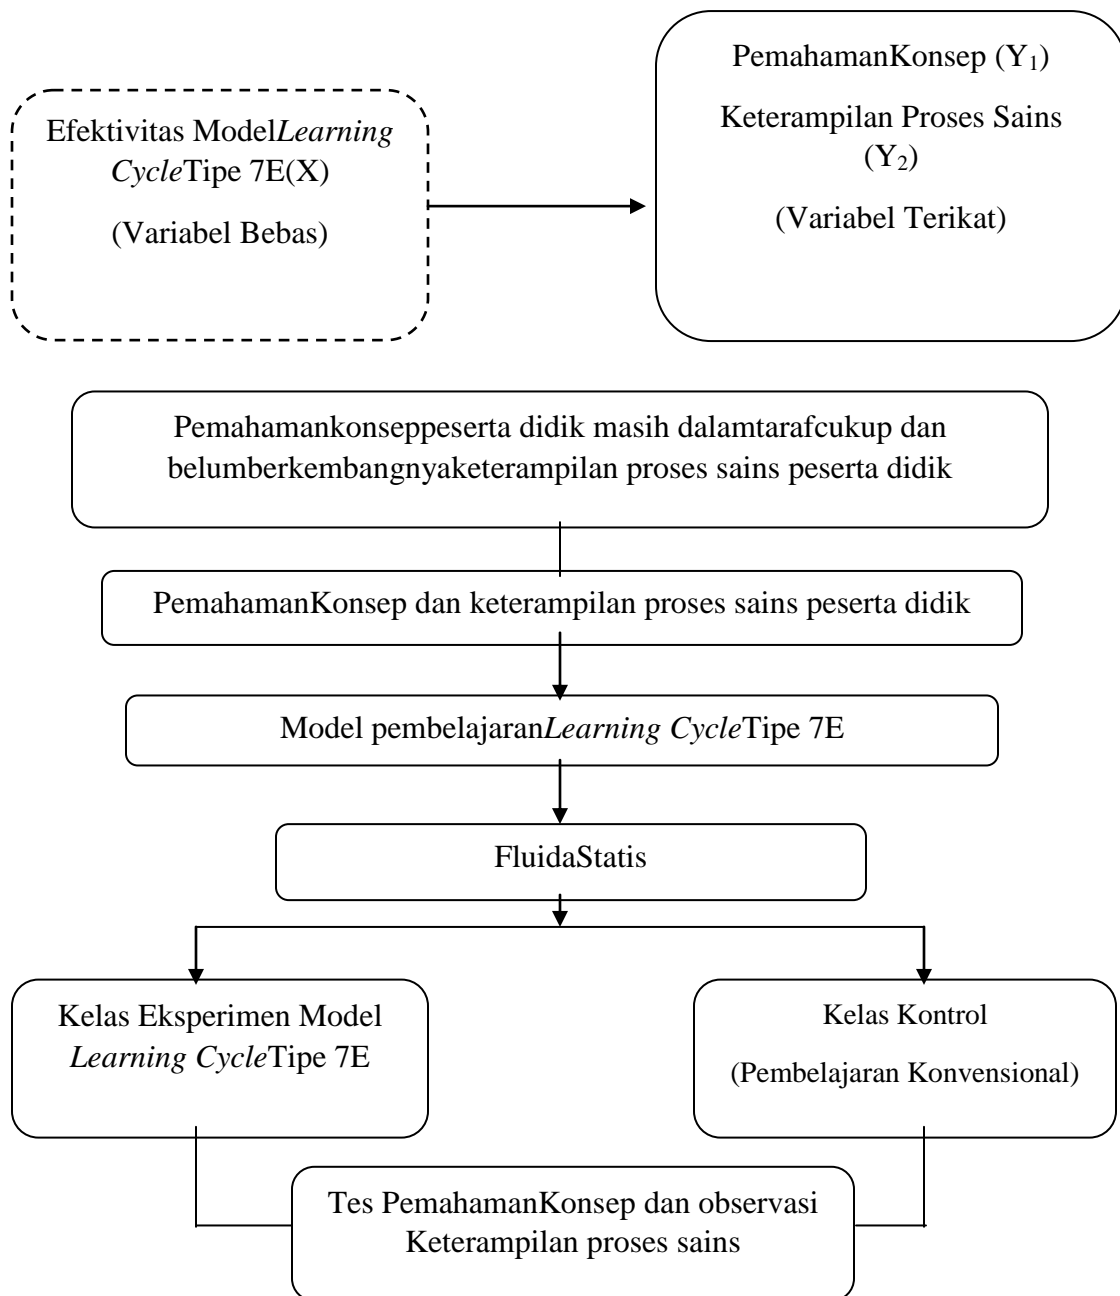 Efektivitas ModelLearning
CycleTipe 7E(X)
(Variabel Bebas)
PemahamanKonsep (Y₁)
Keterampilan Proses Sains
(Y₂)
(Variabel Terikat)
Pemahamankonseppeserta didik masih dalamtarafcukup dan
belumberkembangnyaketerampilan proses sains peserta didik
PemahamanKonsep dan keterampilan proses sains peserta didik
Model pembelajaranLearning CycleTipe 7E
FluidaStatis
Kelas Eksperimen Model
Learning CycleTipe 7E
Kelas Kontrol
(Pembelajaran Konvensional)
Tes PemahamanKonsep dan observasi
Keterampilan proses sains